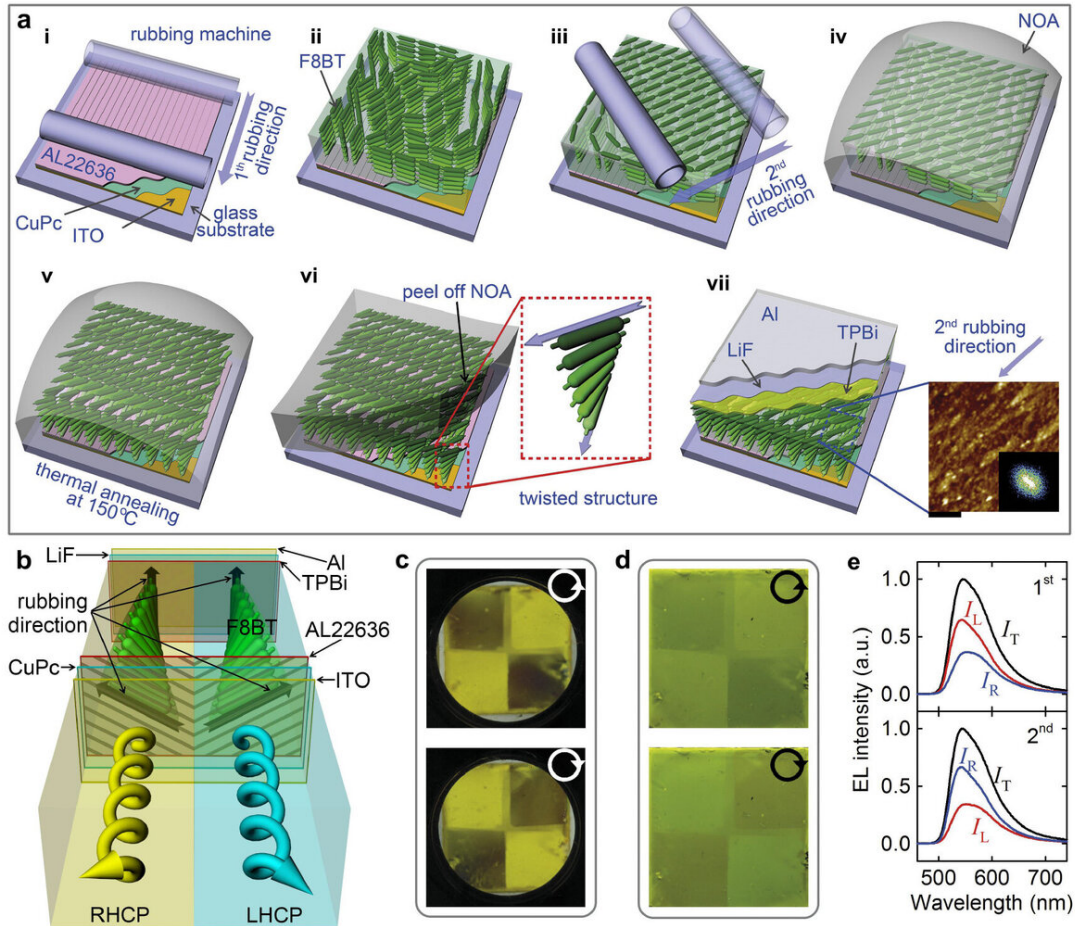 a
i
rubbing machine
AL22636
CuPc
ITO
glass
substrate
1th rubbing
direction
ii
F8BT
iii
2nd
rubbing
direction
iv
NOA
v
thermal annealing
at 150°C
vi
peel off NOA
twisted structure
vii
Al
LiF
TPBi
2nd rubbing
direction
b
LiF
Al
TPBi
rubbing
direction
F8BT
AL22636
CuPc
ITO
RHCP
LHCP
c
d
e
EL intensity (a.u.)
1.0
0.5
0.0
1st
IT
IL
IR
1.0
0.5
0.0
2nd
IR
IT
IL
500
600
700
Wavelength (nm)